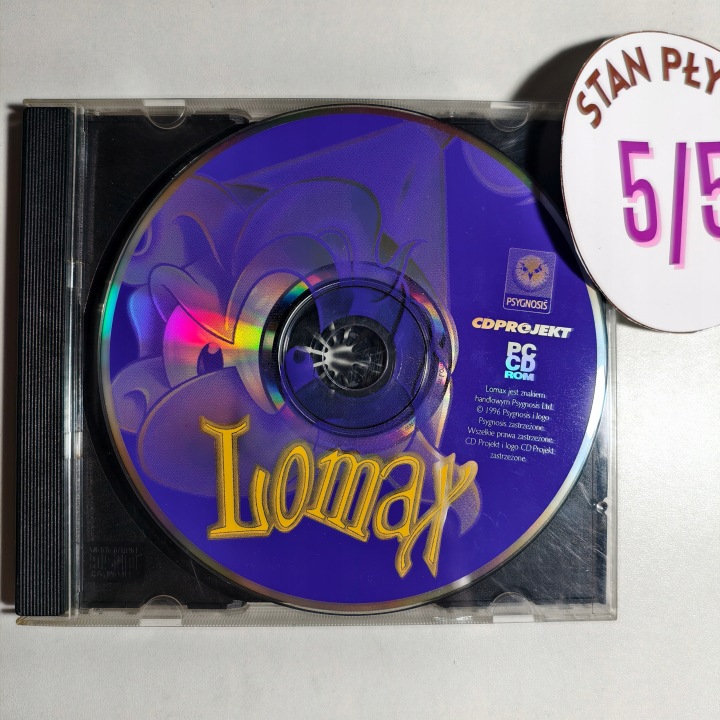 STAN PŁY
5/5
PSYGNOSIS
CDPROJEKT
PC
CD
ROM
Lomax jest znakiem
handlowym Psygnosis Ltd.
© 1996 Psygnosis i logo
Psygnosis zastrzeżone.
Wszelkie prawa zastrzeżone.
CD Projekt i logo CD Projekt
zastrzeżone.
Lomax